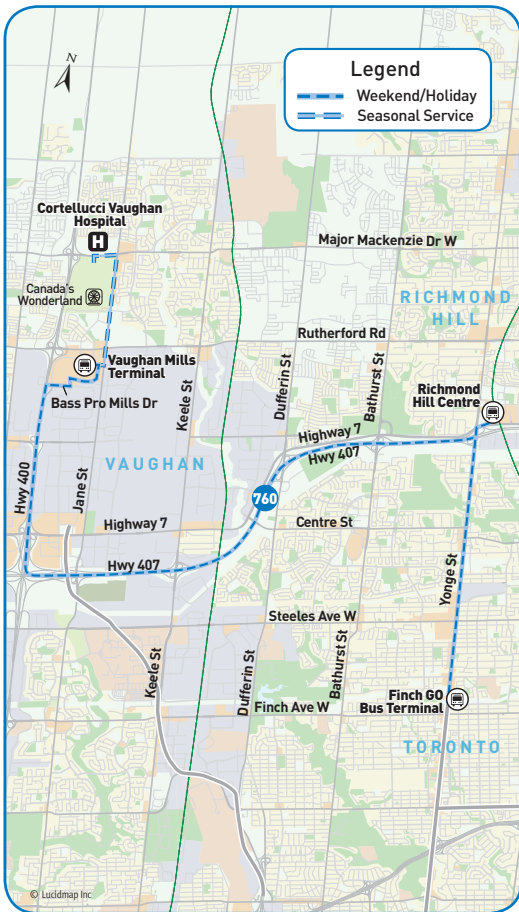 N
Legend
Weekend/Holiday
Seasonal Service
Cortellucci Vaughan
Hospital
H
Major Mackenzie Dr W
Canada's
Wonderland
RICHMOND
HILL
Rutherford Rd
Vaughan Mills
Terminal
Bass Pro Mills Dr
Keele St
Dufferin St
Bathurst St
Richmond
Hill Centre
Highway 7
Hwy 407
VAUGHAN
Hwy 400
Jane St
760
Highway 7
Centre St
Hwy 407
Yonge St
Steeles Ave W
Keele St
Dufferin St
Bathurst St
Finch Ave W
Finch GO
Bus Terminal
TORONTO
© Lucidmap Inc